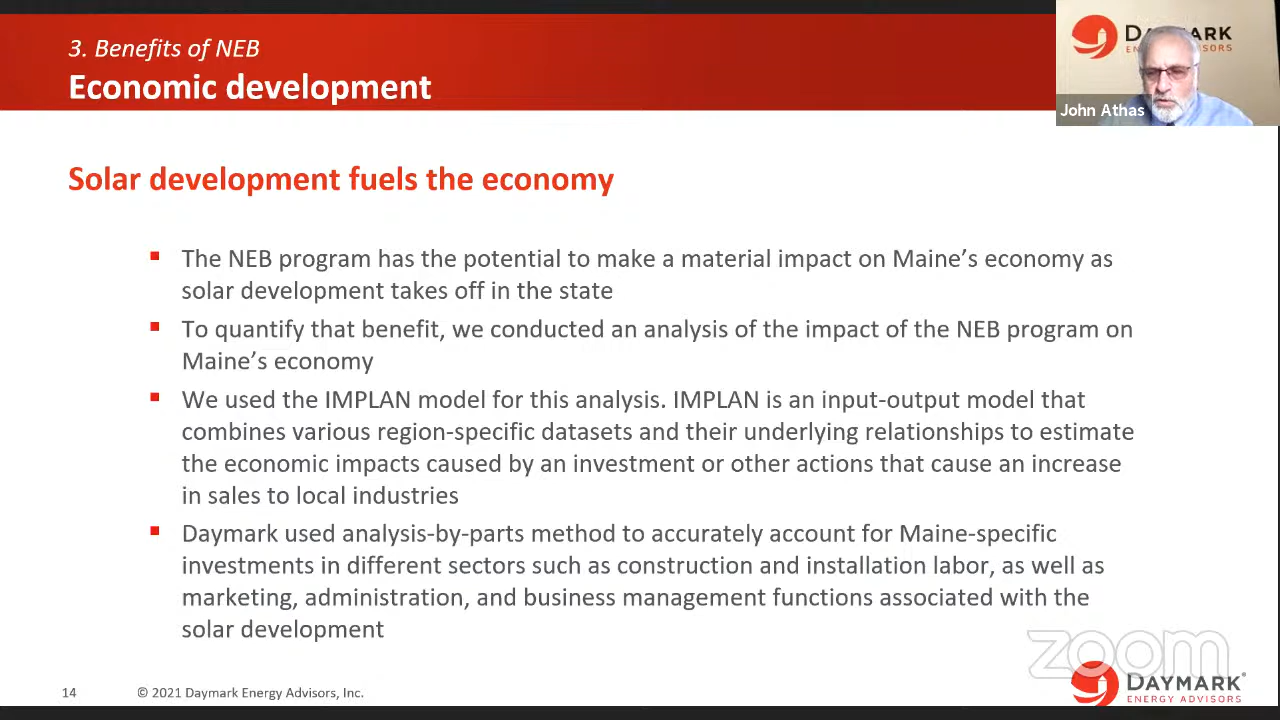 3. Benefits of NEB
Economic development
DAYMARK
ENERGY ADVISORS
John Athas
Solar development fuels the economy
▪ The NEB program has the potential to make a material impact on Maine's economy as
solar development takes off in the state
▪ To quantify that benefit, we conducted an analysis of the impact of the NEB program on
Maine's economy
▪ We used the IMPLAN model for this analysis. IMPLAN is an input-output model that
combines various region-specific datasets and their underlying relationships to estimate
the economic impacts caused by an investment or other actions that cause an increase
in sales to local industries
▪ Daymark used analysis-by-parts method to accurately account for Maine-specific
investments in different sectors such as construction and installation labor, as well as
marketing, administration, and business management functions associated with the
solar development
zoom
14
© 2021 Daymark Energy Advisors, Inc.
DAYMARK®
ENERGY ADVISORS